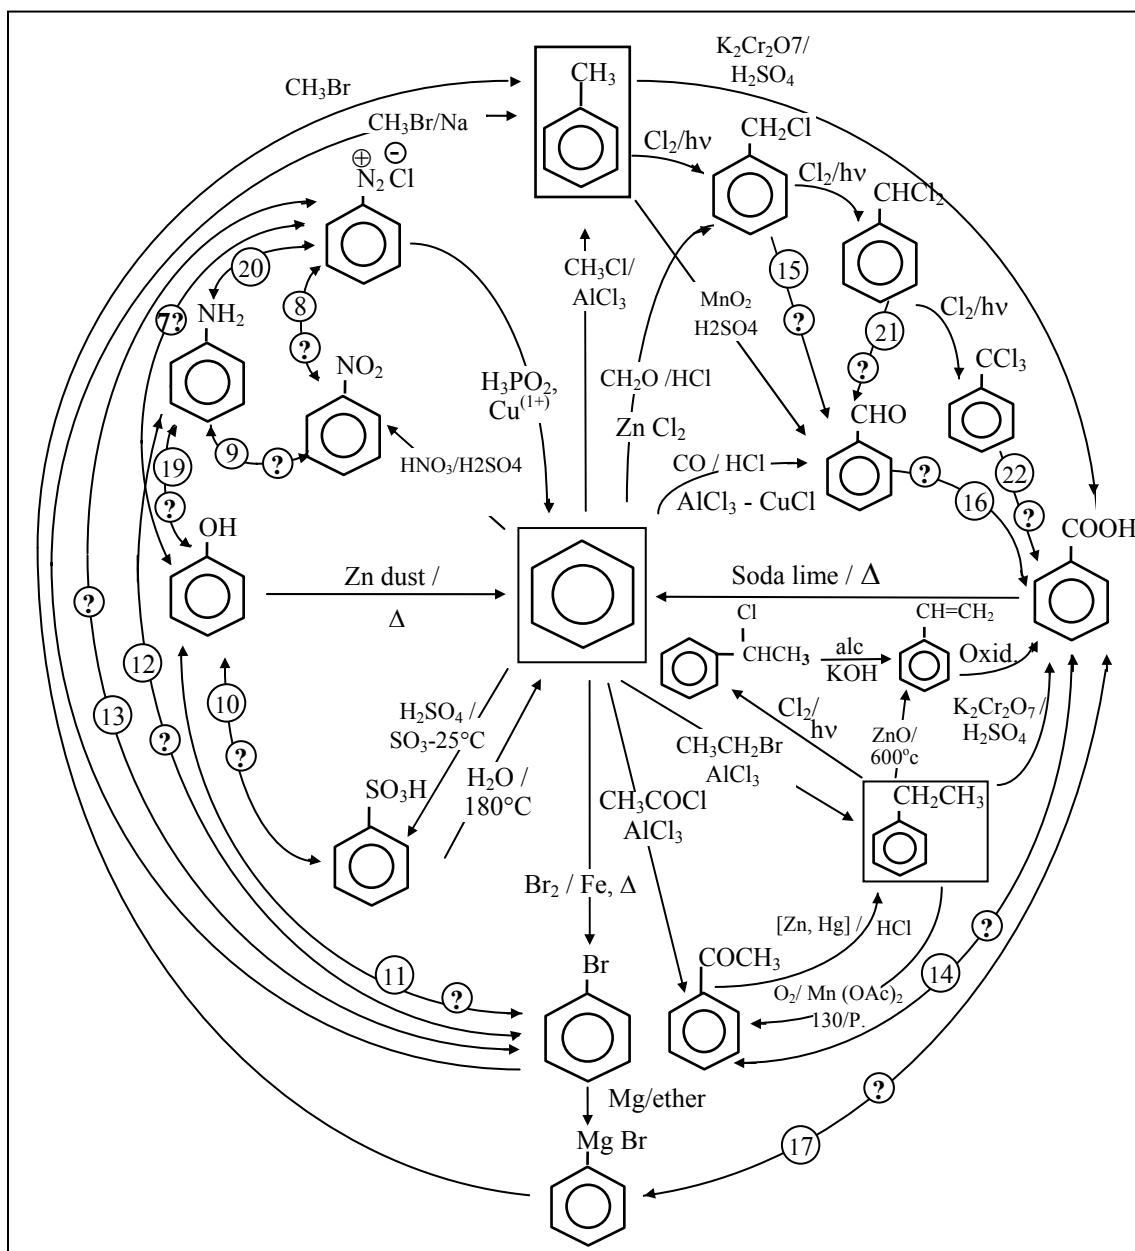 K2Cr2O7/
H2SO4
CH3
CH3Br
CH3Br/Na
CH2Cl
Cl2/hν
⊕ ⊖
N2 Cl
Cl2/hν
CHCl2
20
15
7?
NH2
8
CH3Cl/
AlCl3
MnO2
H2SO4
Cl2/hν
?
21
?
NO2
CCl3
H3PO2,
Cu(1+)
CH2O /HCl
?
CHO
Zn Cl2
9
?
19
HNO3/H2SO4
CO / HCl
AlCl3 - CuCl
?
22
16
?
?
OH
COOH
Zn dust /
Δ
Soda lime / Δ
?
Cl
CH=CH2
CHCH3
alc
KOH
Oxid.
12
10
13
?
?
H2SO4 /
SO3-25°C
Cl2/
hν
ZnO/
600ºc
K2Cr2O7 /
H2SO4
CH3CH2Br
AlCl3
H2O /
180°C
SO3H
CH3COCl
AlCl3
CH2CH3
Br2 / Fe, Δ
[Zn, Hg] / HCl
?
Br
COCH3
11
?
14
O2/ Mn (OAc)2
130/P.
Mg/ether
?
Mg Br
17